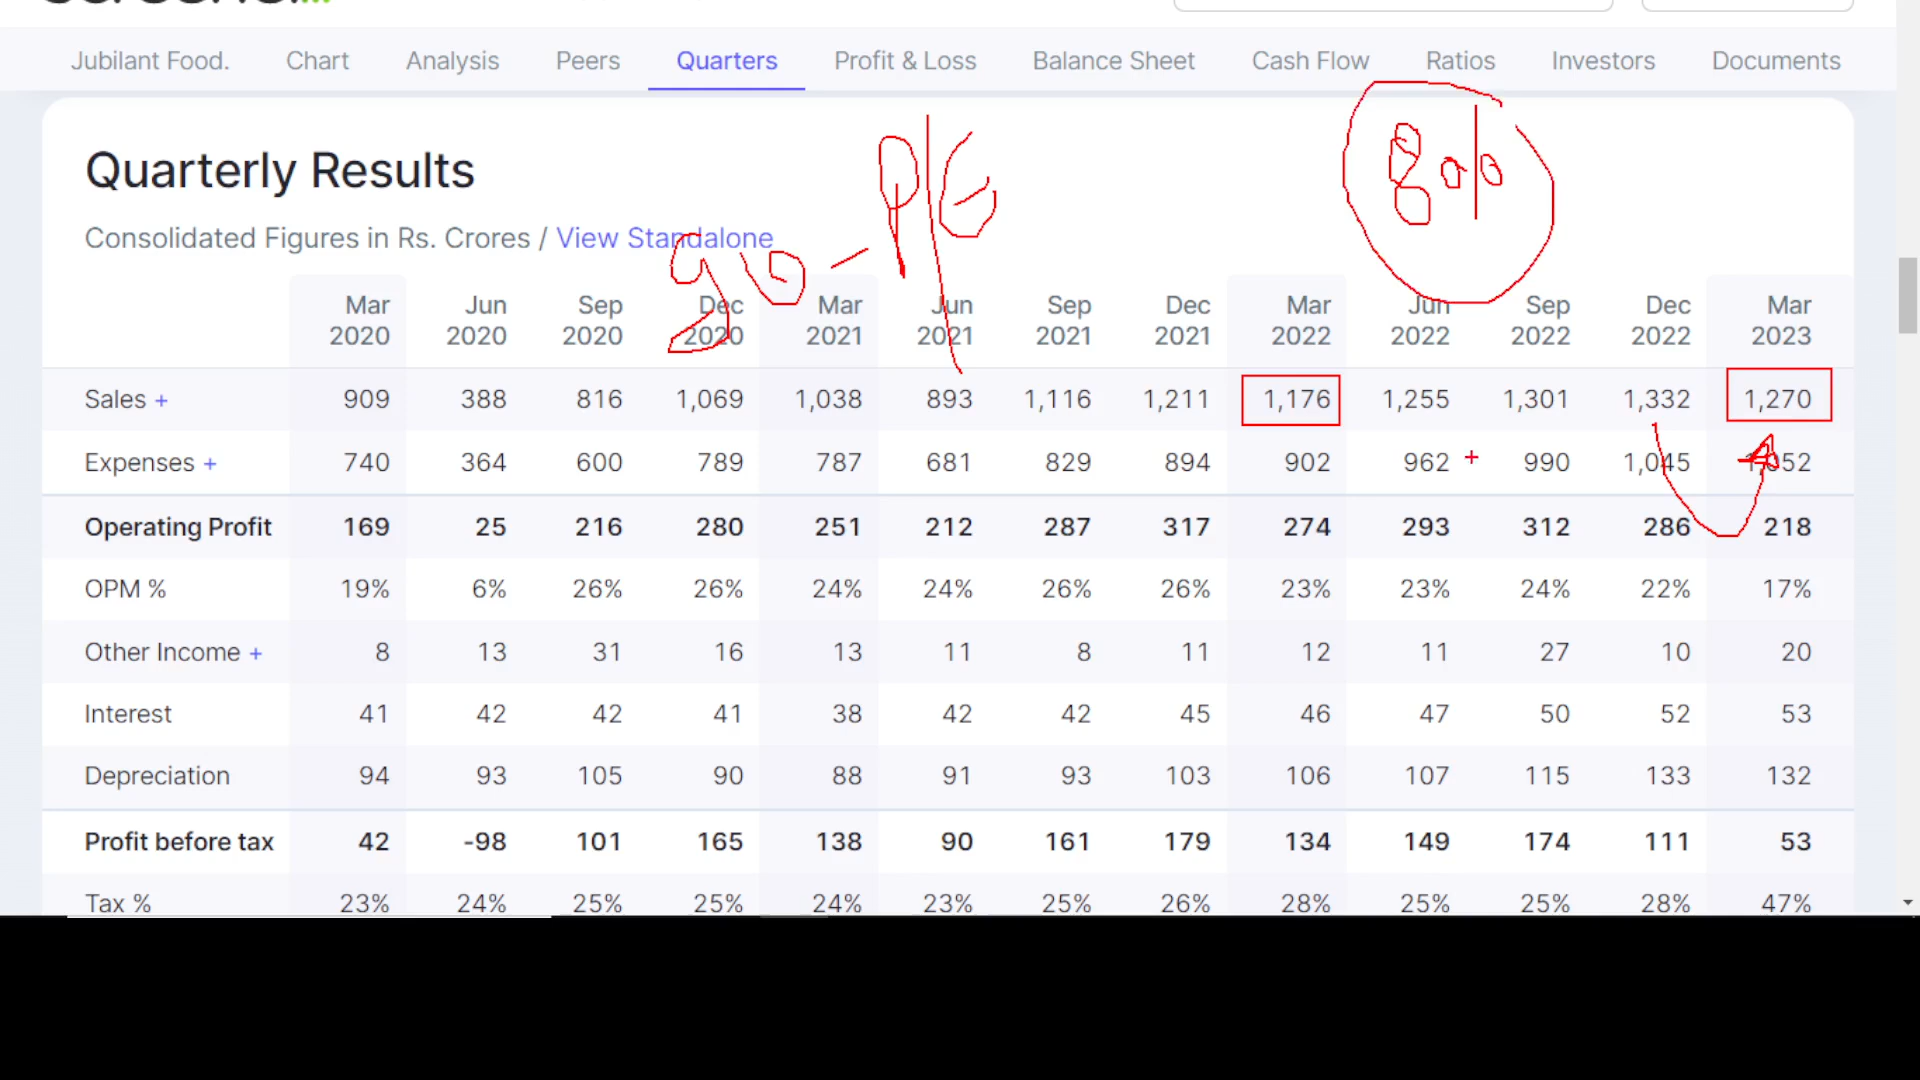 Jubilant Food. Chart Analysis Peers Quarters Profit & Loss Balance Sheet Cash Flow Ratios Investors Documents
Quarterly Results
Consolidated Figures in Rs. Crores / View Standalone
90 - P/E
8%
Mar 2020 Jun 2020 Sep 2020 Dec 2020 Mar 2021 Jun 2021 Sep 2021 Dec 2021 Mar 2022 Jun 2022 Sep 2022 Dec 2022 Mar 2023
Sales + 909 388 816 1,069 1,038 893 1,116 1,211 1,176 1,255 1,301 1,332 1,270
Expenses + 740 364 600 789 787 681 829 894 902 962 990 1,045 1,052
Operating Profit 169 25 216 280 251 212 287 317 274 293 312 286 218
OPM % 19% 6% 26% 26% 24% 24% 26% 26% 23% 23% 24% 22% 17%
Other Income + 8 13 31 16 13 11 8 11 12 11 27 10 20
Interest 41 42 42 41 38 42 42 45 46 47 50 52 53
Depreciation 94 93 105 90 88 91 93 103 106 107 115 133 132
Profit before tax 42 -98 101 165 138 90 161 179 134 149 174 111 53
Tax % 23% 24% 25% 25% 24% 23% 25% 26% 28% 25% 25% 28% 47%